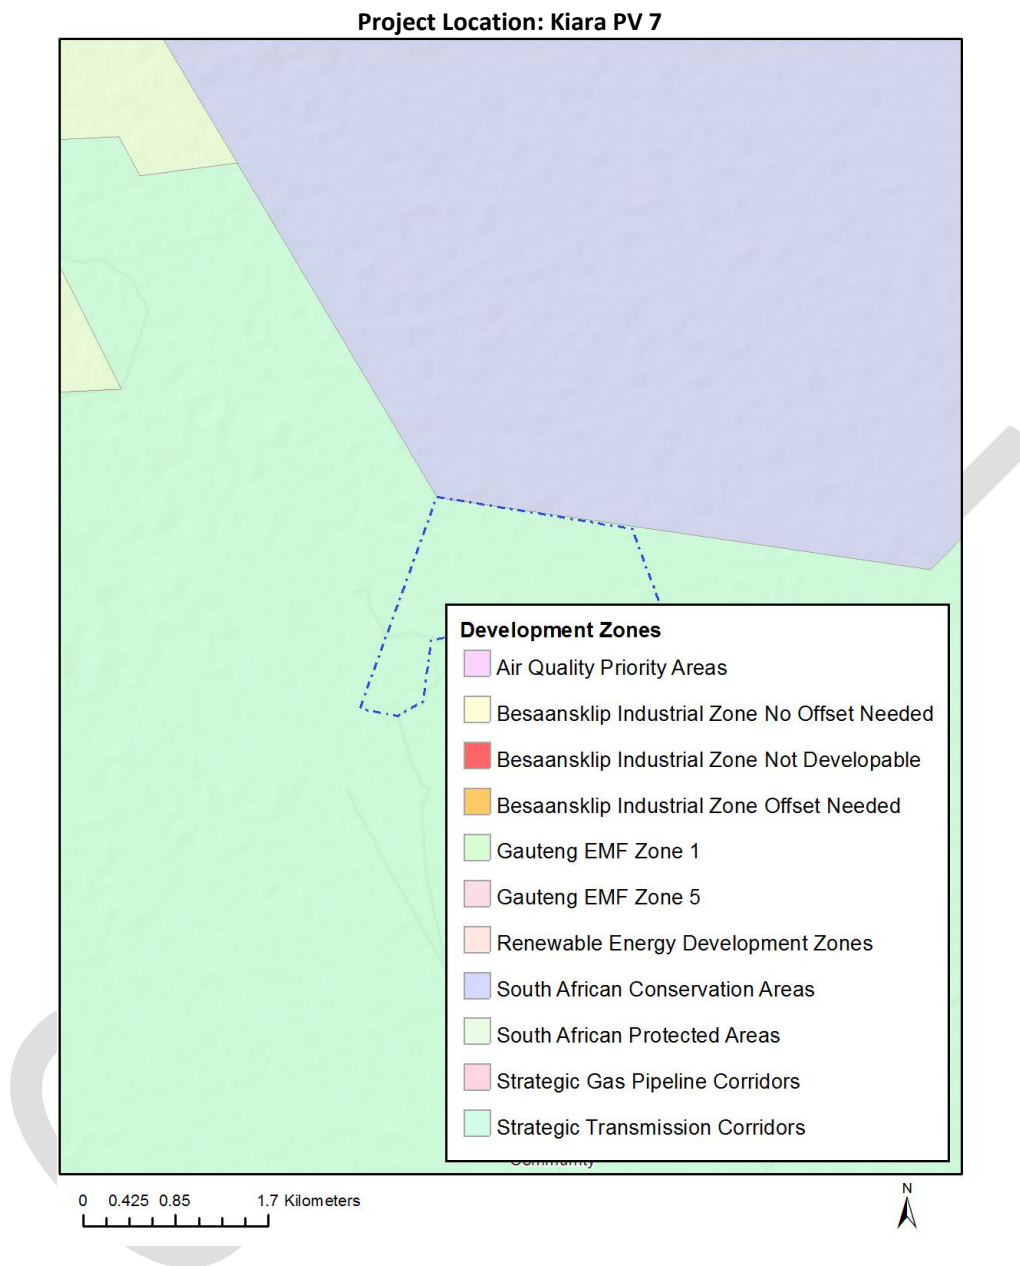 Project Location: Kiara PV 7
Development Zones
Air Quality Priority Areas
Besaansklip Industrial Zone No Offset Needed
Besaansklip Industrial Zone Not Developable
Besaansklip Industrial Zone Offset Needed
Gauteng EMF Zone 1
Gauteng EMF Zone 5
Renewable Energy Development Zones
South African Conservation Areas
South African Protected Areas
Strategic Gas Pipeline Corridors
Strategic Transmission Corridors
Community
0 0.425 0.85 1.7 Kilometers
N